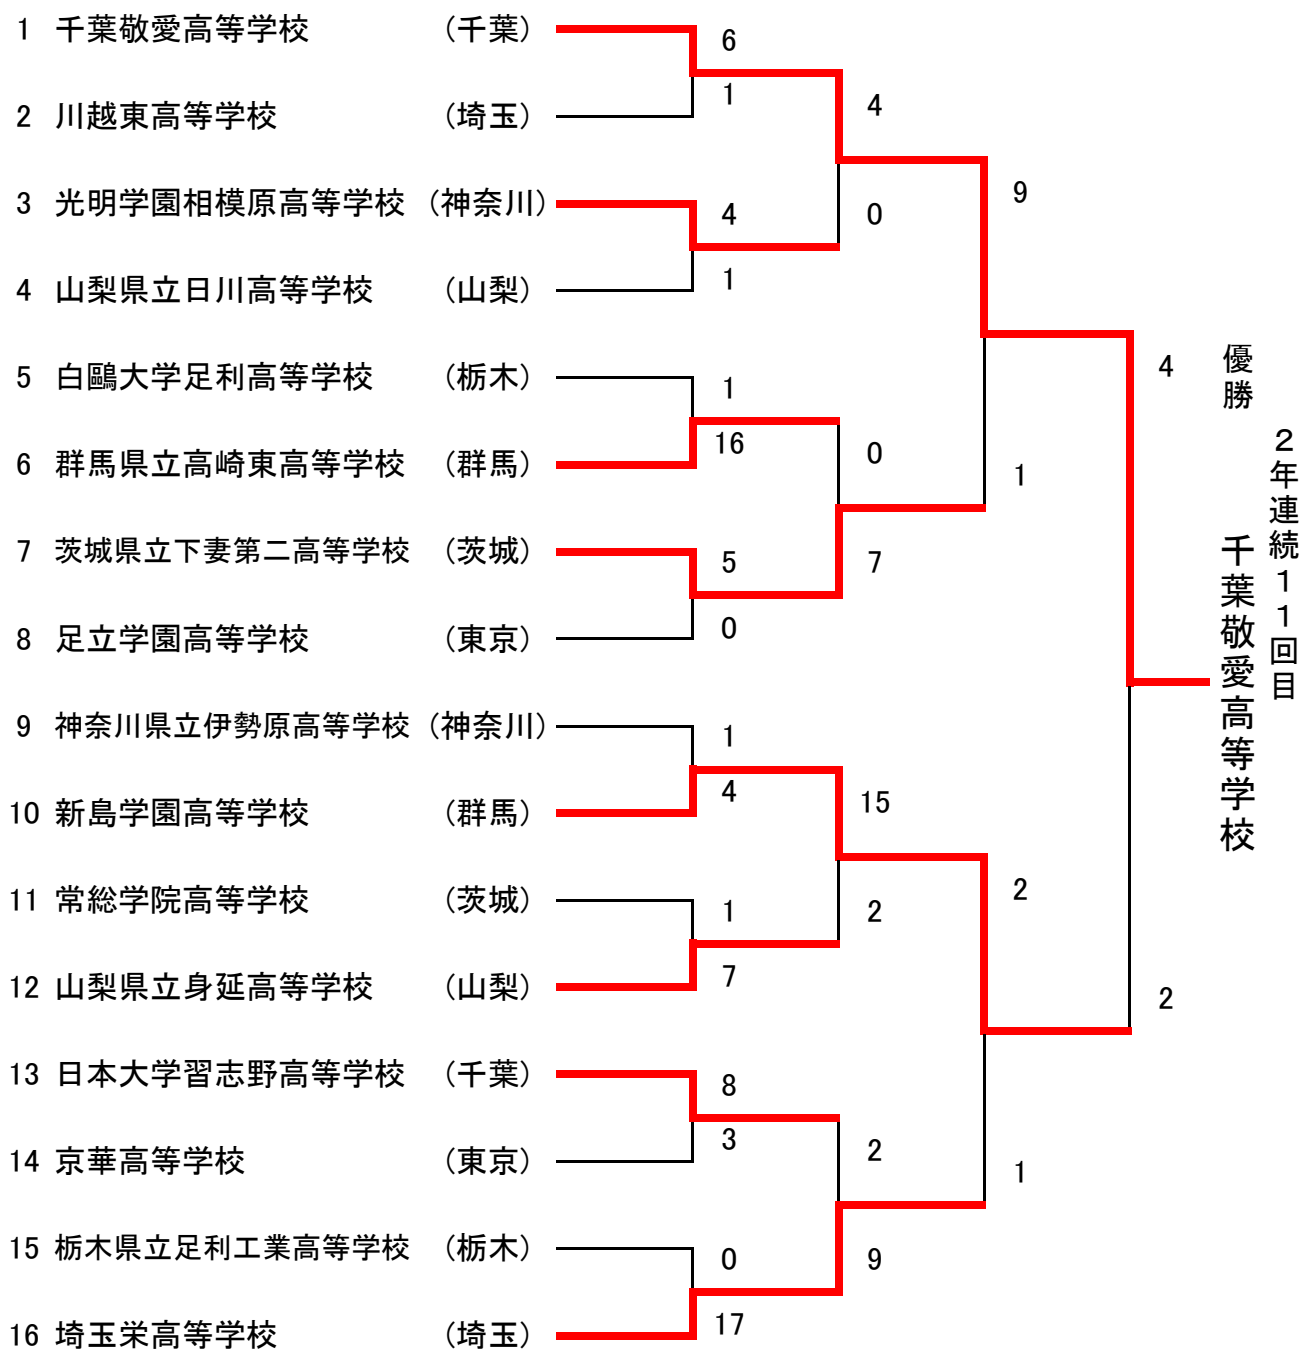 1 千葉敬愛高等学校 （千葉）
6
1
2 川越東高等学校 （埼玉）
4
3 光明学園相模原高等学校 （神奈川）
4
0
9
4 山梨県立日川高等学校 （山梨）
1
5 白鷗大学足利高等学校 （栃木）
1
4
16
6 群馬県立高崎東高等学校 （群馬）
0
1
7 茨城県立下妻第二高等学校 （茨城）
5
7
8 足立学園高等学校 （東京）
0
9 神奈川県立伊勢原高等学校 （神奈川）
1
4
10 新島学園高等学校 （群馬）
15
11 常総学院高等学校 （茨城）
1
2
2
12 山梨県立身延高等学校 （山梨）
7
2
13 日本大学習志野高等学校 （千葉）
8
3
14 京華高等学校 （東京）
2
1
15 栃木県立足利工業高等学校 （栃木）
0
9
16 埼玉栄高等学校 （埼玉）
17
優勝
千葉敬愛高等学校
２年連続１１回目